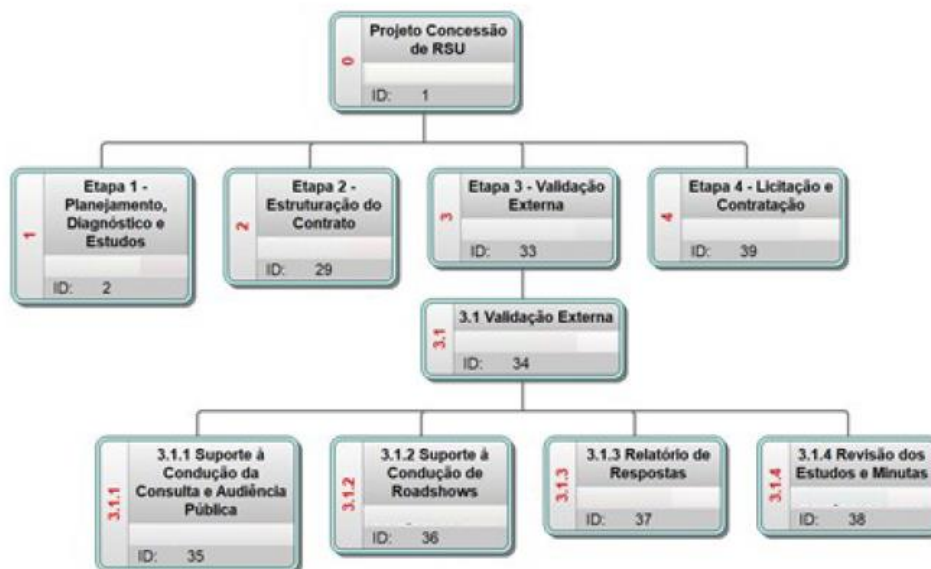 0
Projeto Concessão
de RSU
ID: 1
1
Etapa 1 -
Planejamento,
Diagnóstico e
Estudos
ID: 2
2
Etapa 2 -
Estruturação do
Contrato
ID: 29
3
Etapa 3 - Validação
Externa
ID: 33
4
Etapa 4 - Licitação e
Contratação
ID: 39
3.1
3.1 Validação Externa
ID: 34
3.1.1
3.1.1 Suporte à
Condução da
Consulta e Audiência
Pública
ID: 35
3.1.2
3.1.2 Suporte à
Condução de
Roadshows
ID: 36
3.1.3
3.1.3 Relatório de
Respostas
ID: 37
3.1.4
3.1.4 Revisão dos
Estudos e Minutas
ID: 38